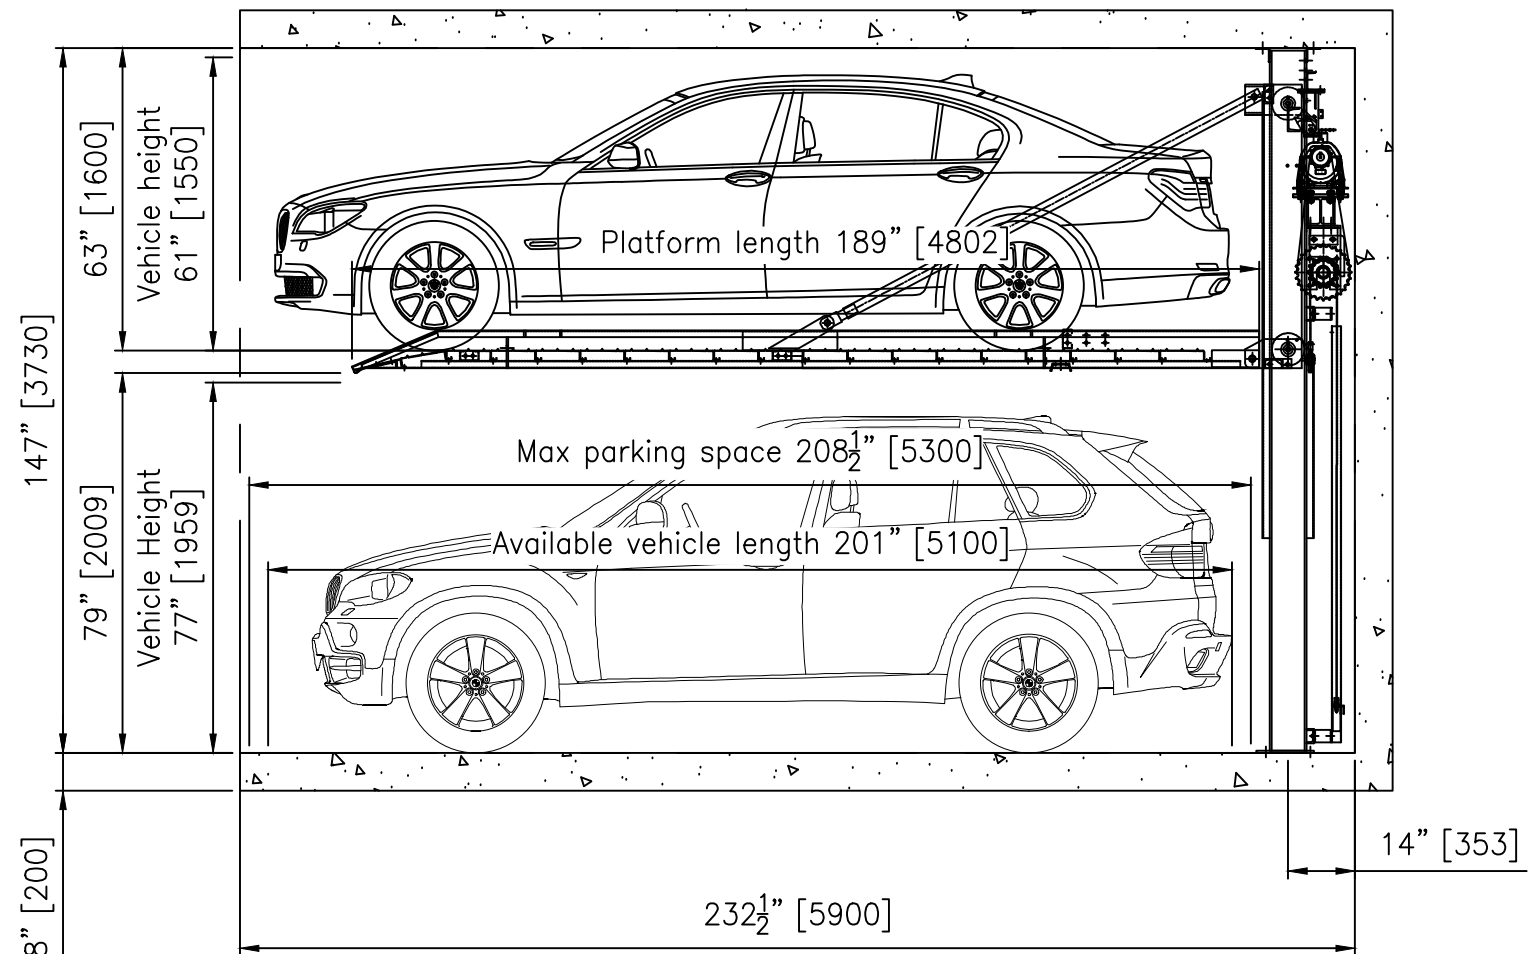 147” [3730]
63” [1600]
Vehicle height
61” [1550]
Platform length 189” [4802]
79” [2009]
Vehicle Height
77” [1959]
Max parking space 208½” [5300]
Available vehicle length 201” [5100]
14” [353]
8” [200]
232½” [5900]